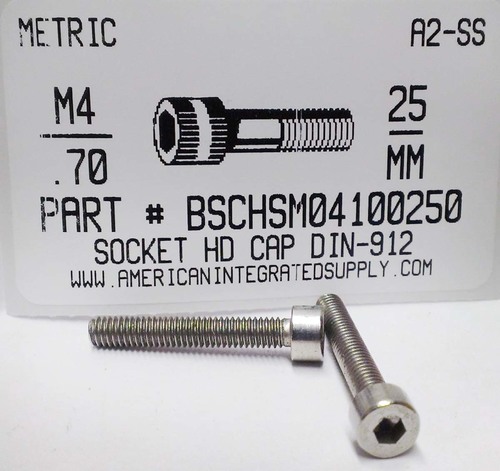 METRIC A2-SS
M4 25
.70 MM
PART # BSCHSM04100250
SOCKET HD CAP DIN-912
WWW.AMERICANINTEGRATEDSUPPLY.COM